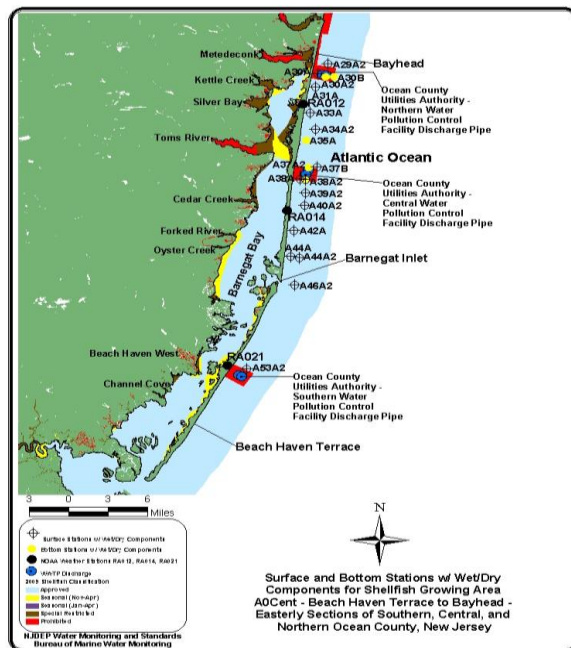 Metedeconk
Bayhead
A29A2
A30A
A30B
A30A2
Kettle Creek
A31A
RA012
Silver Bay
A33A
Ocean County
Utilities Authority -
Northern Water
Pollution Control
Facility Discharge Pipe
A34A2
Toms River
A35A
Atlantic Ocean
A37A2
A37B
A38A
A38A2
A39A2
Ocean County
Utilities Authority -
Central Water
Pollution Control
Facility Discharge Pipe
Cedar Creek
A40A2
RA014
Forked River
A42A
Oyster Creek
A44A
A44A2
Barnegat Bay
Barnegat Inlet
A46A2
Beach Haven West
RA021
A53A2
Channel Cove
Ocean County
Utilities Authority -
Southern Water
Pollution Control
Facility Discharge Pipe
Beach Haven Terrace
3 0 3 6
Miles
Surface Stations w/ Wet/Dry Components
Bottom Stations w/ Wet/Dry Components
NOAA Weather Stations RA012, RA014, RA021
WWTP Discharge
Shellfish Classification
Approved
Seasonal (Nov-Apr)
Seasonal (Jan-Apr)
Special Restricted
Prohibited
NJDEP Water Monitoring and Standards
Bureau of Marine Water Monitoring
N
Surface and Bottom Stations w/ Wet/Dry
Components for Shellfish Growing Area
A0Cent - Beach Haven Terrace to Bayhead -
Easterly Sections of Southern, Central, and
Northern Ocean County, New Jersey